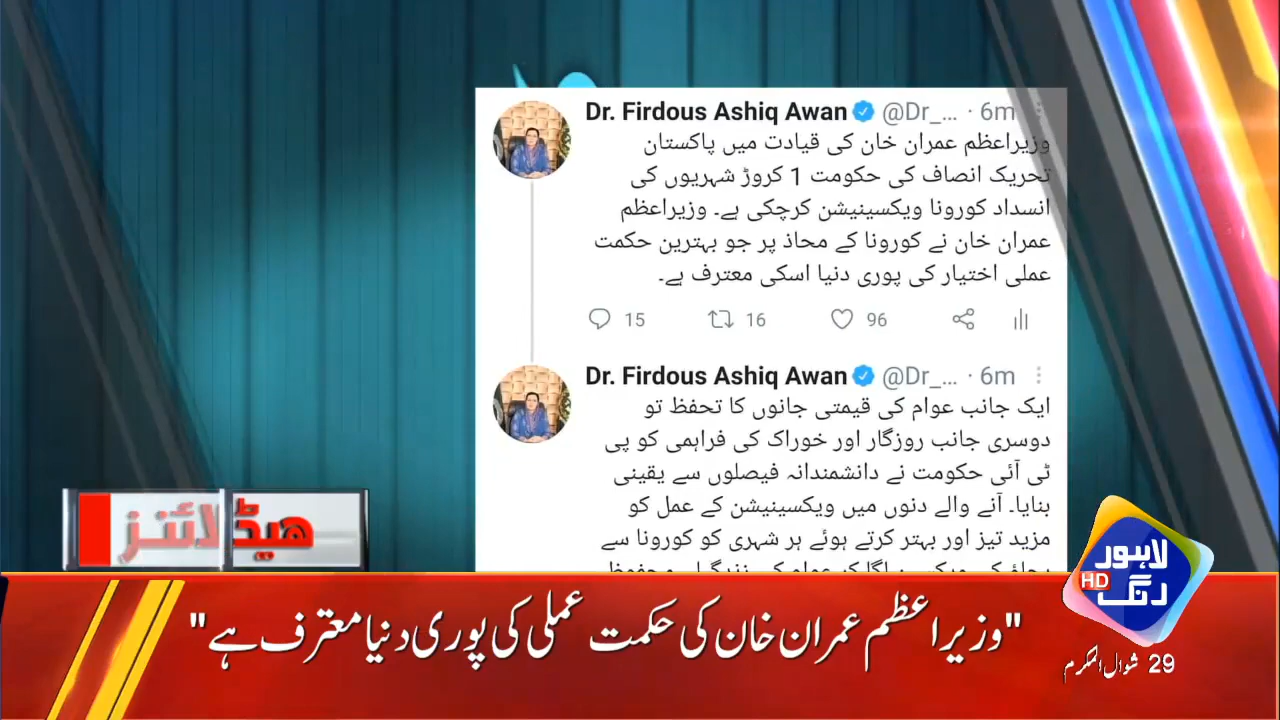 Dr. Firdous Ashiq Awan @Dr_... · 6m
وزیراعظم عمران خان کی قیادت میں پاکستان
تحریک انصاف کی حکومت 1 کروڑ شہریوں کی
انسداد کورونا ویکسینیشن کرچکی ہے۔ وزیراعظم
عمران خان نے کورونا کے محاذ پر جو بہترین حکمت
عملی اختیار کی پوری دنیا اسکی معترف ہے۔
15 16 96
Dr. Firdous Ashiq Awan @Dr_... · 6m
ایک جانب عوام کی قیمتی جانوں کا تحفظ تو
دوسری جانب روزگار اور خوراک کی فراہمی کو پی
ٹی آئی حکومت نے دانشمندانہ فیصلوں سے یقینی
بنایا۔ آنے والے دنوں میں ویکسینیشن کے عمل کو
مزید تیز اور بہتر کرتے ہوئے ہر شہری کو کورونا سے
ہیڈلائنز
لاہور
رنگ HD
"وزیراعظم عمران خان کی حکمت عملی کی پوری دنیا معترف ہے"
29 شوال المکرم